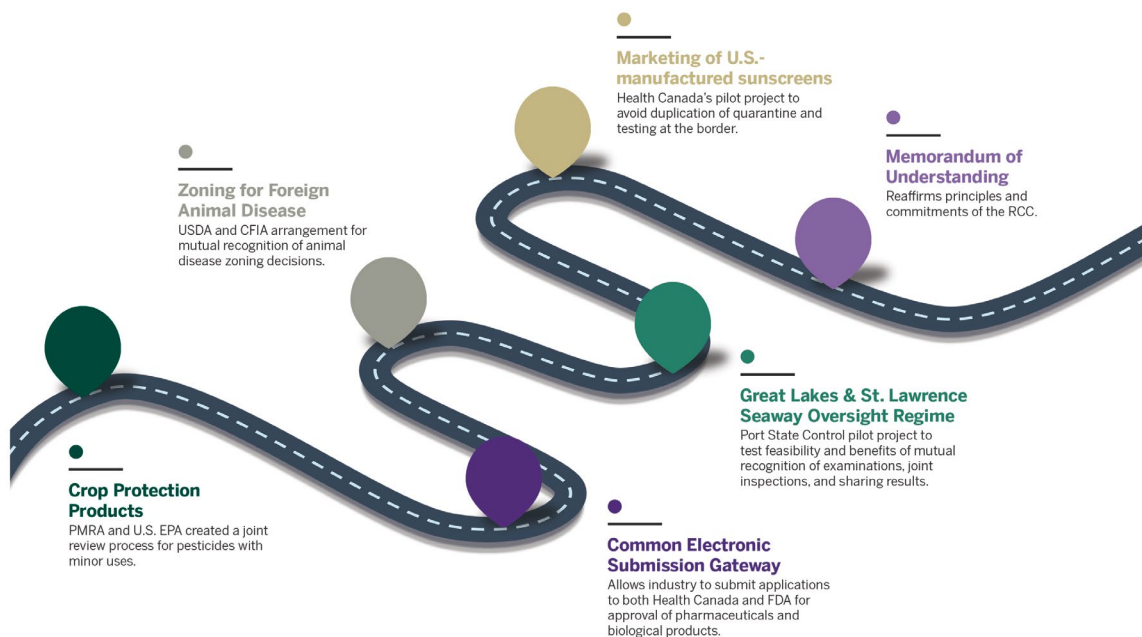 Marketing of U.S.-
manufactured sunscreens
Health Canada's pilot project to
avoid duplication of quarantine and
testing at the border.
Memorandum of
Understanding
Reaffirms principles and
commitments of the RCC.
Zoning for Foreign
Animal Disease
USDA and CFIA arrangement for
mutual recognition of animal
disease zoning decisions.
Great Lakes & St. Lawrence
Seaway Oversight Regime
Port State Control pilot project to
test feasibility and benefits of mutual
recognition of examinations, joint
inspections, and sharing results.
Crop Protection
Products
PMRA and U.S. EPA created a joint
review process for pesticides with
minor uses.
Common Electronic
Submission Gateway
Allows industry to submit applications
to both Health Canada and FDA for
approval of pharmaceuticals and
biological products.